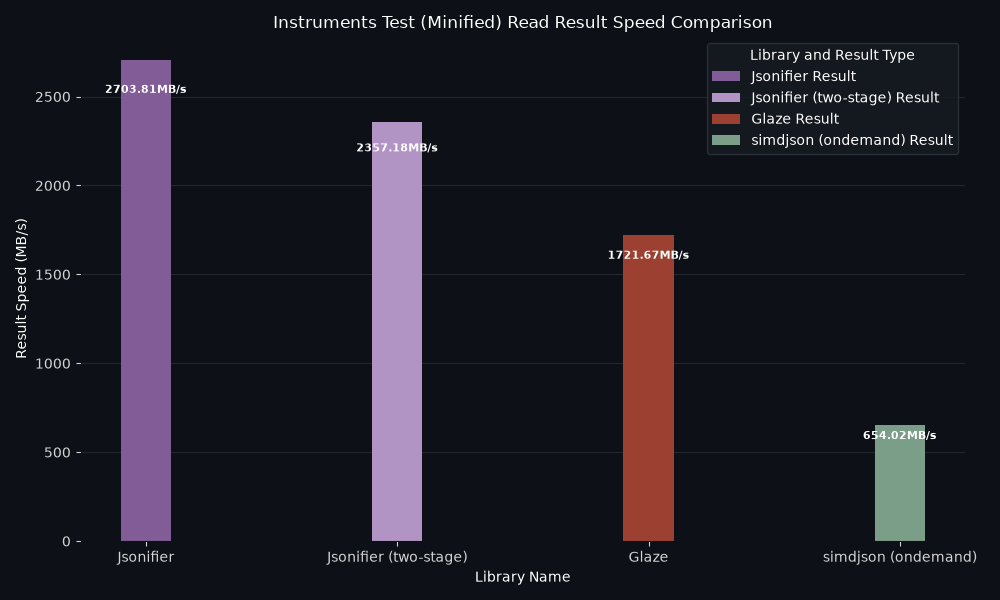 Instruments Test (Minified) Read Result Speed Comparison
Library and Result Type
Jsonifier Result
Jsonifier (two-stage) Result
Glaze Result
simdjson (ondemand) Result
Result Speed (MB/s)
2500
2000
1500
1000
500
0
2703.81MB/s
2357.18MB/s
1721.67MB/s
654.02MB/s
Jsonifier
Jsonifier (two-stage)
Glaze
simdjson (ondemand)
Library Name